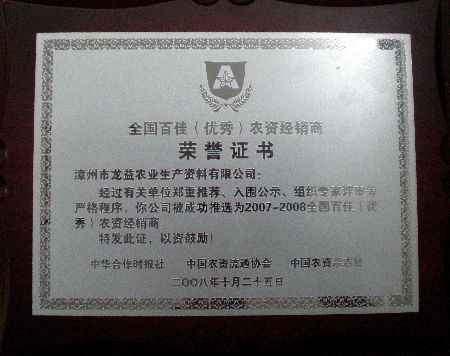 全国百佳（优秀）农资经销商
荣誉证书
漳州市龙益农业生产资料有限公司：
经过有关单位郑重推荐、入围公示、组织专家评审等
严格程序，你公司被成功推选为2007-2008全国百佳（优
秀）农资经销商
特发此证、以资鼓励！
中华合作时报社 中国农资流通协会 中国农资杂志社
二〇〇八年十月二十五日